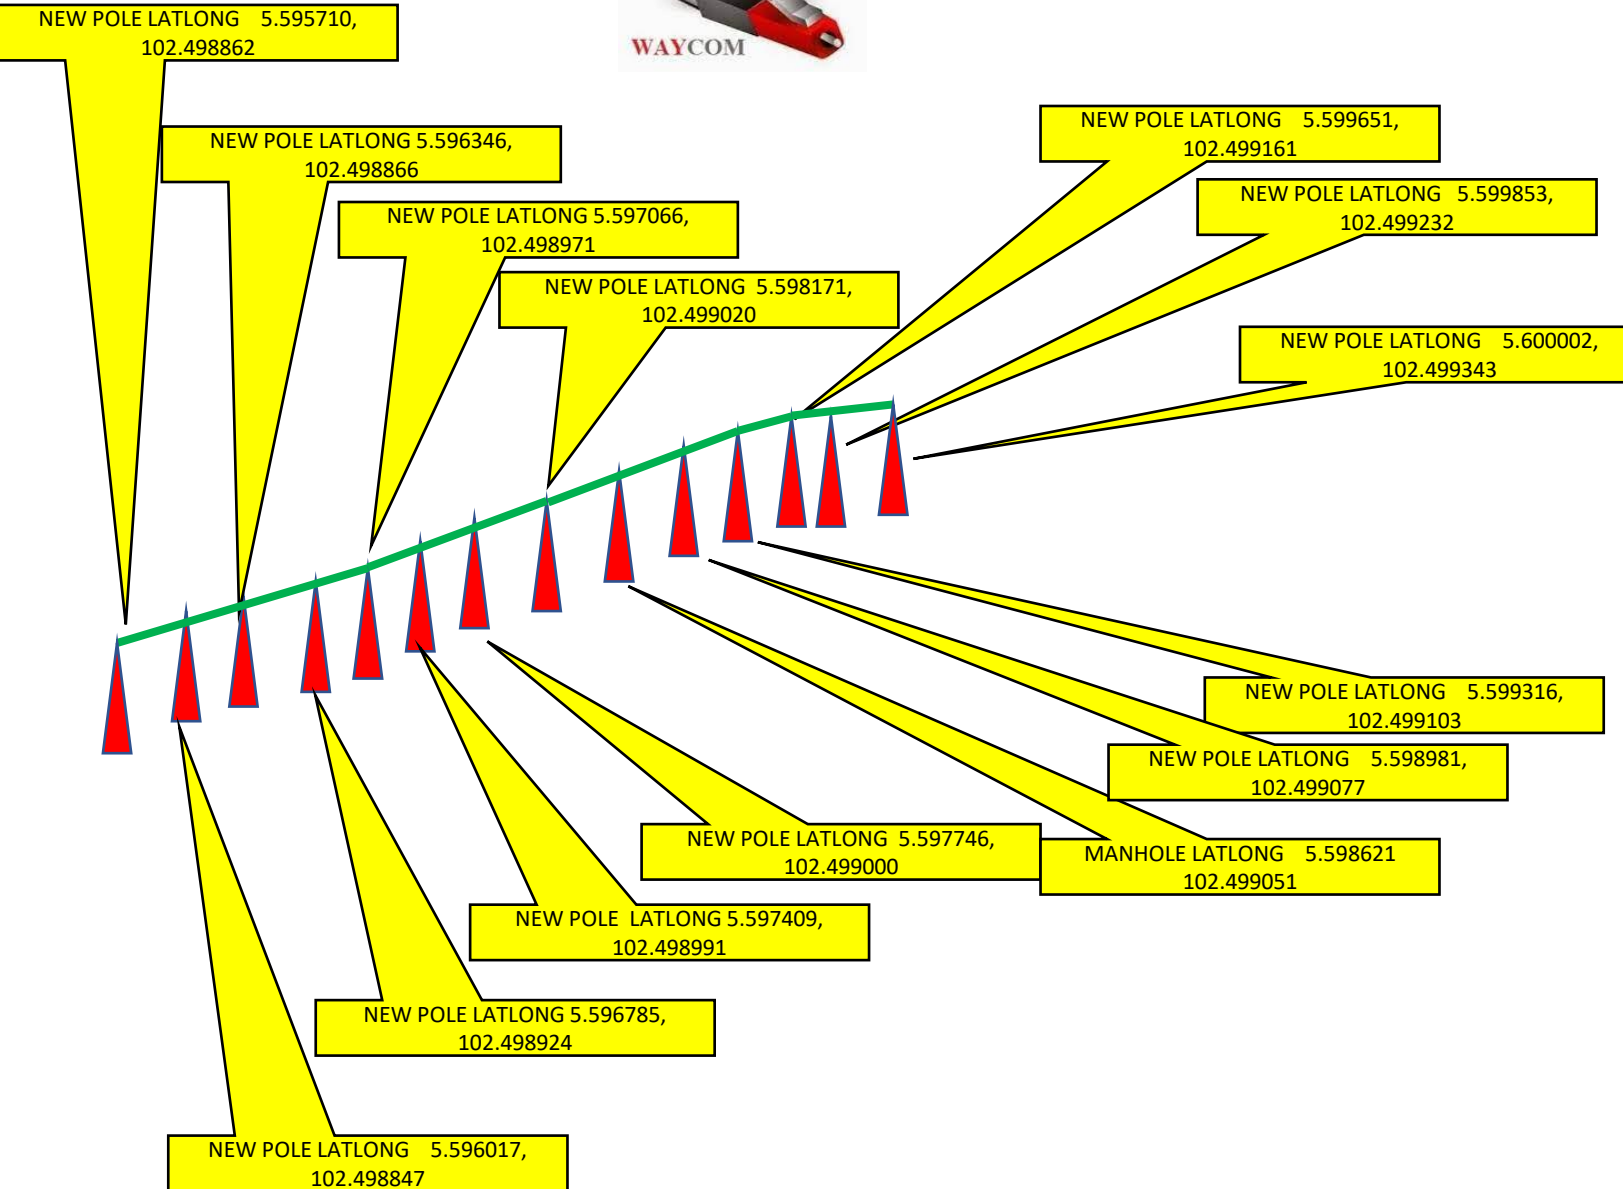 NEW POLE LATLONG    5.595710,
102.498862
WAYCOM
NEW POLE LATLONG 5.596346,
102.498866
NEW POLE LATLONG 5.597066,
102.498971
NEW POLE LATLONG  5.598171,
102.499020
NEW POLE LATLONG    5.599651,
102.499161
NEW POLE LATLONG    5.599853,
102.499232
NEW POLE LATLONG    5.600002,
102.499343
NEW POLE LATLONG    5.599316,
102.499103
NEW POLE LATLONG    5.598981,
102.499077
MANHOLE LATLONG    5.598621
102.499051
NEW POLE LATLONG  5.597746,
102.499000
NEW POLE  LATLONG 5.597409,
102.498991
NEW POLE LATLONG 5.596785,
102.498924
NEW POLE LATLONG    5.596017,
102.498847